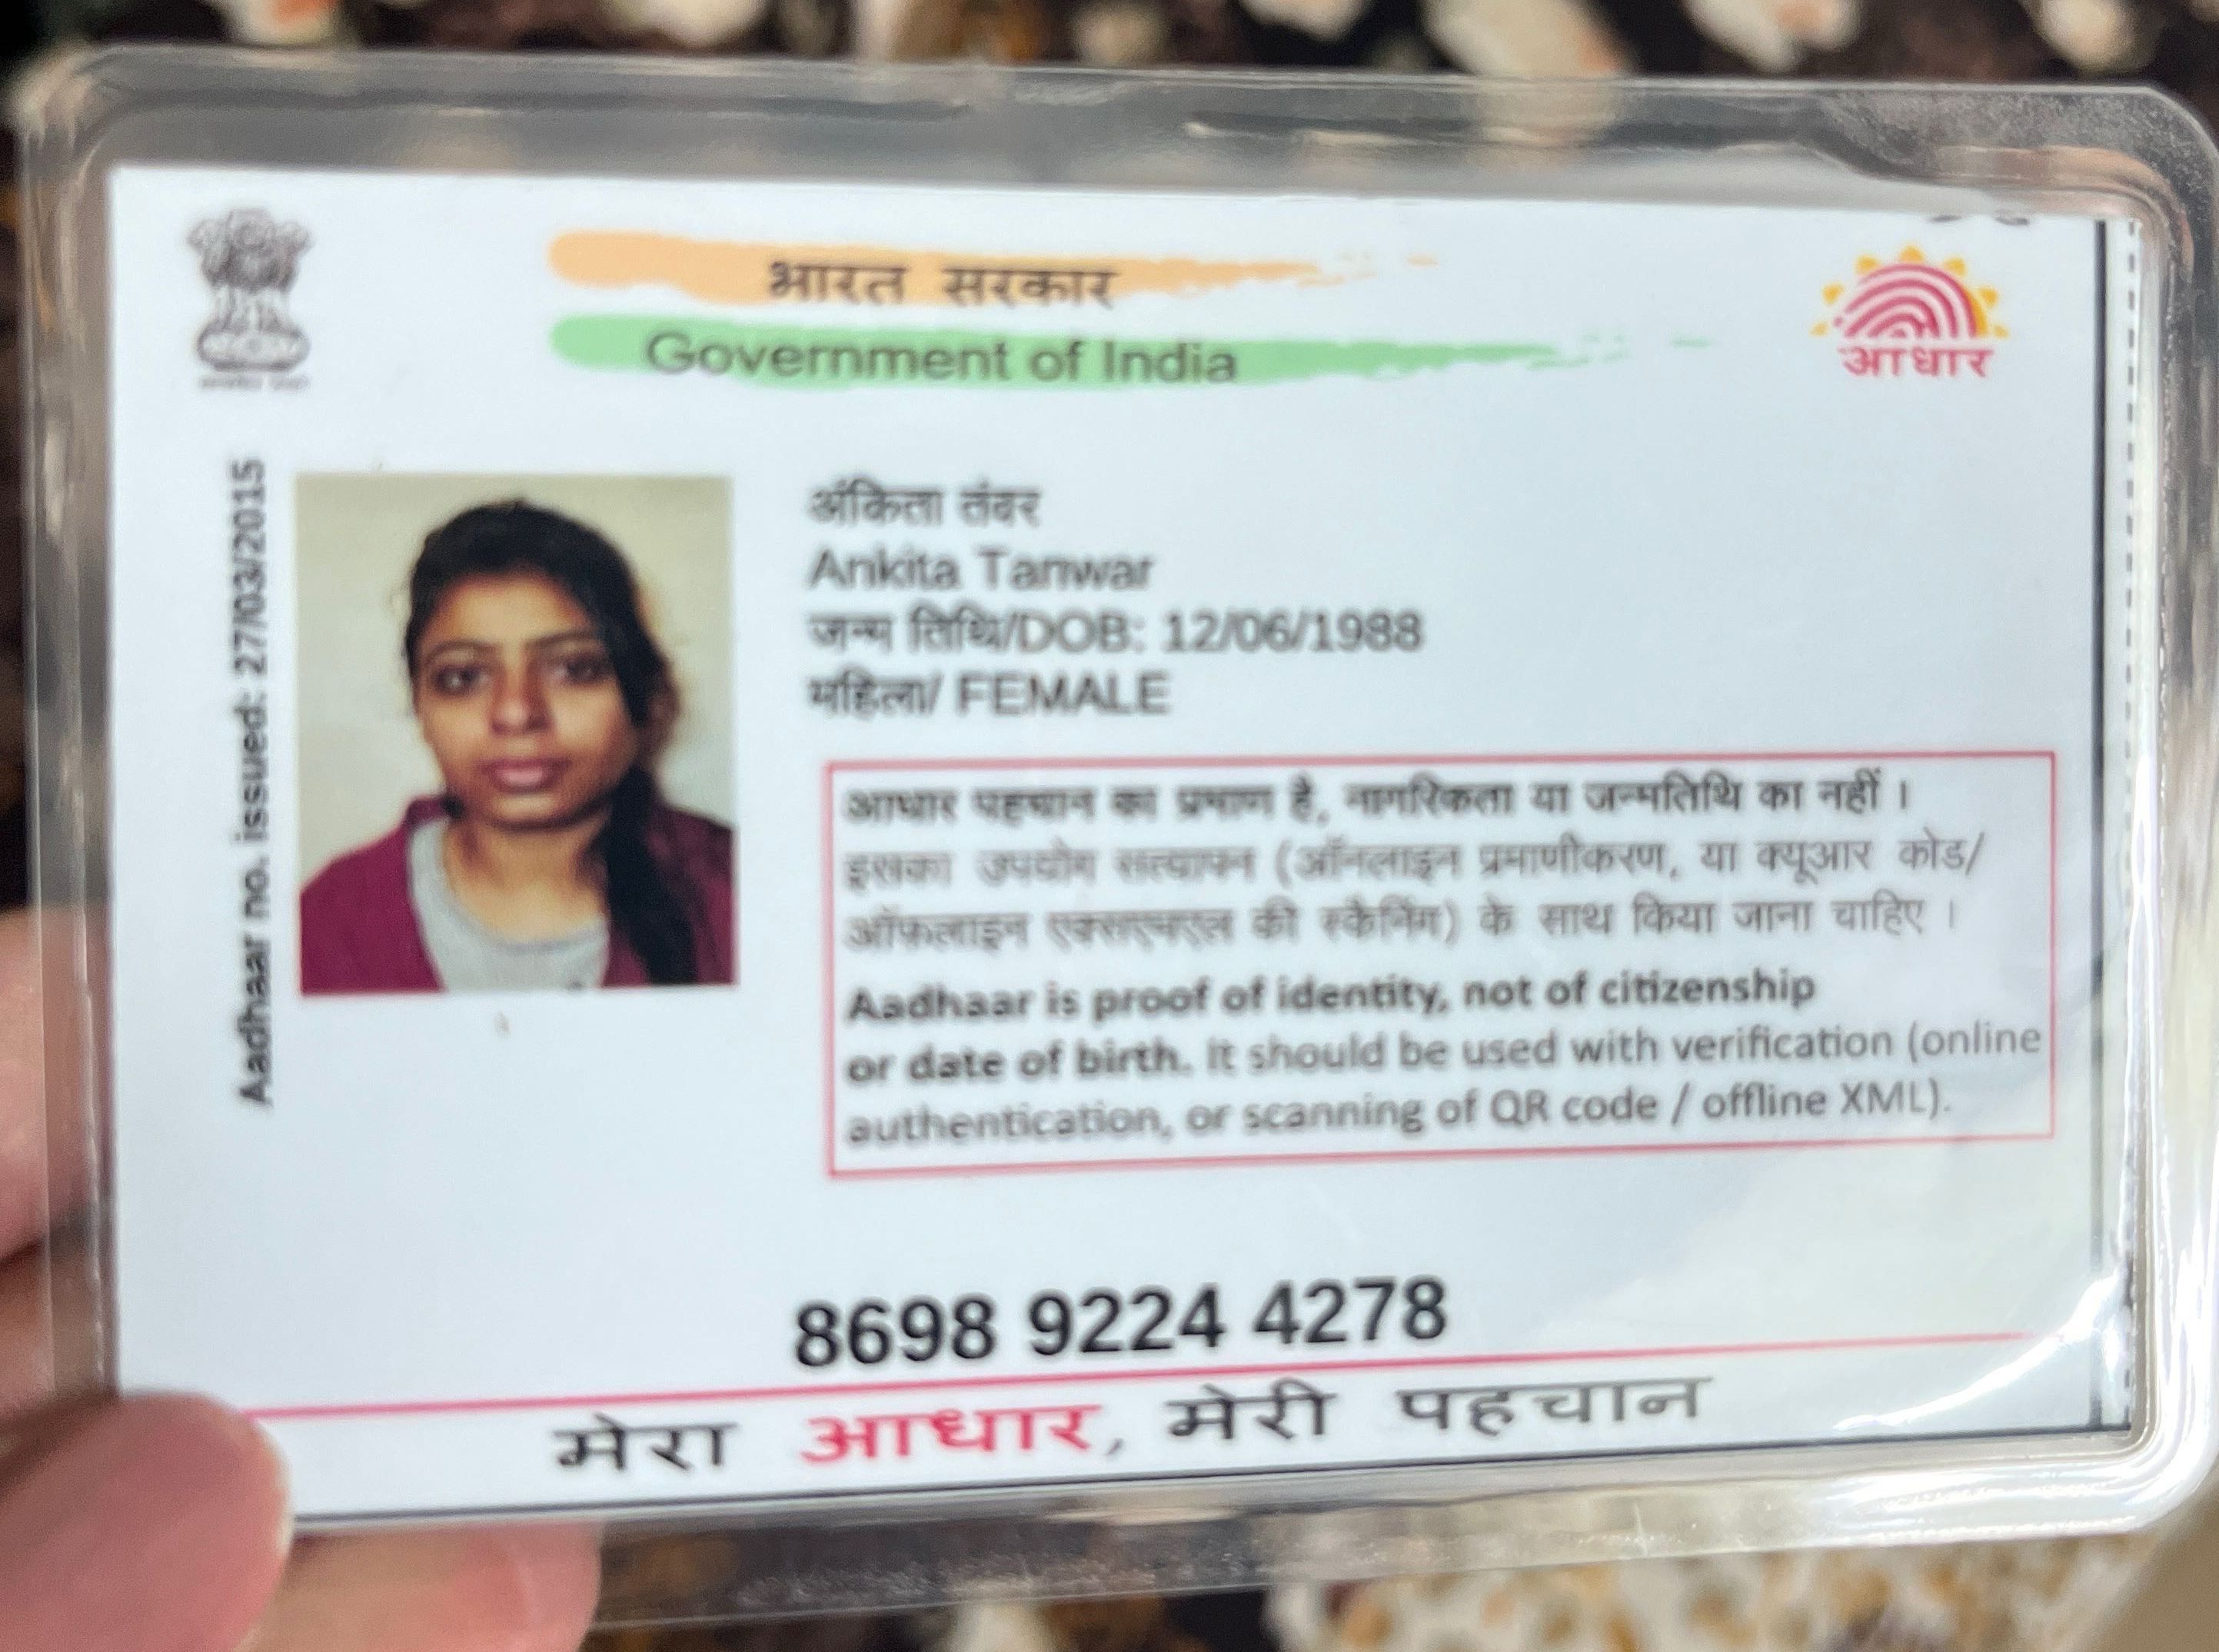 भारत सरकार
Government of India
आधार
Aadhaar no. issued: 27/03/2015
अंकिता तंवर
Ankita Tanwar
जन्म तिथि/DOB: 12/06/1988
महिला/ FEMALE
आधार पहचान का प्रमाण है, नागरिकता या जन्मतिथि का नहीं ।
इसका उपयोग सत्यापन (ऑनलाइन प्रमाणीकरण, या क्यूआर कोड/
ऑफलाइन एक्सएमएल की स्कैनिंग) के साथ किया जाना चाहिए ।
Aadhaar is proof of identity, not of citizenship
or date of birth. It should be used with verification (online
authentication, or scanning of QR code / offline XML).
8698 9224 4278
मेरा आधार, मेरी पहचान